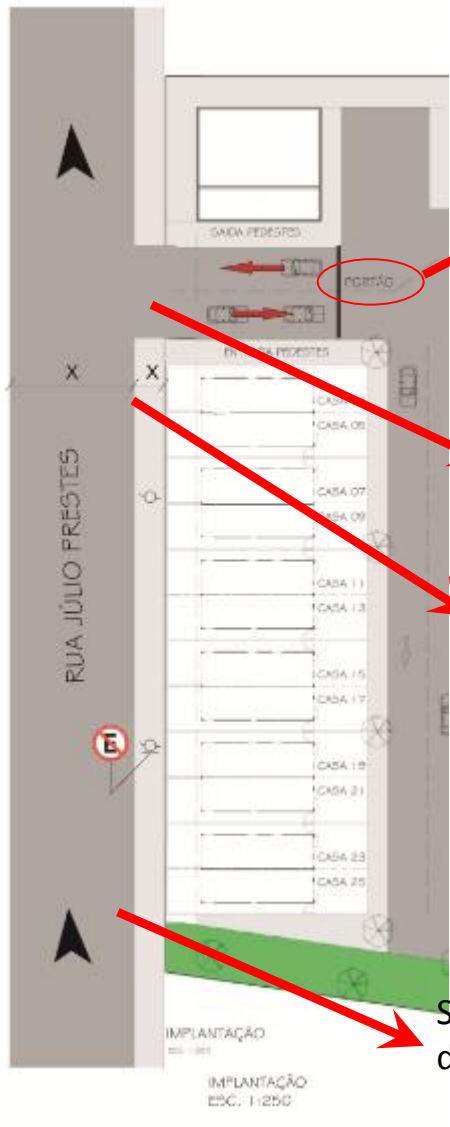 SAIDA PEDESTES
PORTÃO
PEDESTES
X
X
CASA
CASA 05
CASA 07
CASA 09
CASA 11
CASA 13
CASA 15
CASA 17
CASA 19
CASA 21
CASA 23
CASA 25
RUA JÚLIO PRESTES
E
S
d
IMPLANTAÇÃO
IMPLANTAÇÃO
ESC. 1:250